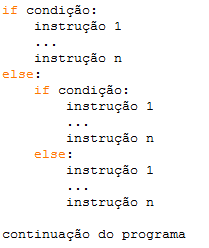 if condição:
    instrução 1
    ...
    instrução n
else:
    if condição:
        instrução 1
        ...
        instrução n
    else:
        instrução 1
        ...
        instrução n

continuação do programa